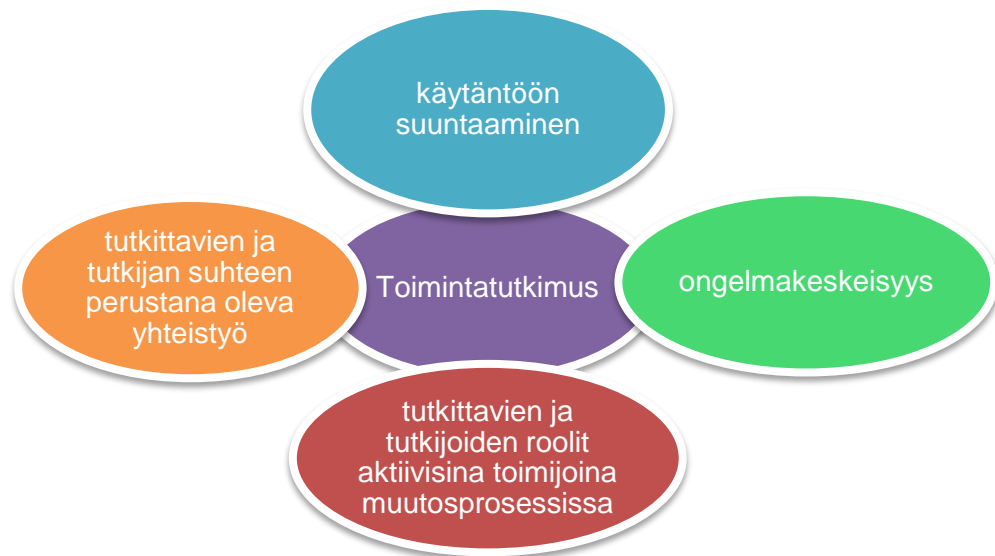 käytäntöön
suuntaaminen
tutkittavien ja
tutkijan suhteen
perustana oleva
yhteistyö
Toimintatutkimus
ongelmakeskeisyys
tutkittavien ja
tutkijoiden roolit
aktiivisina toimijoina
muutosprosessissa